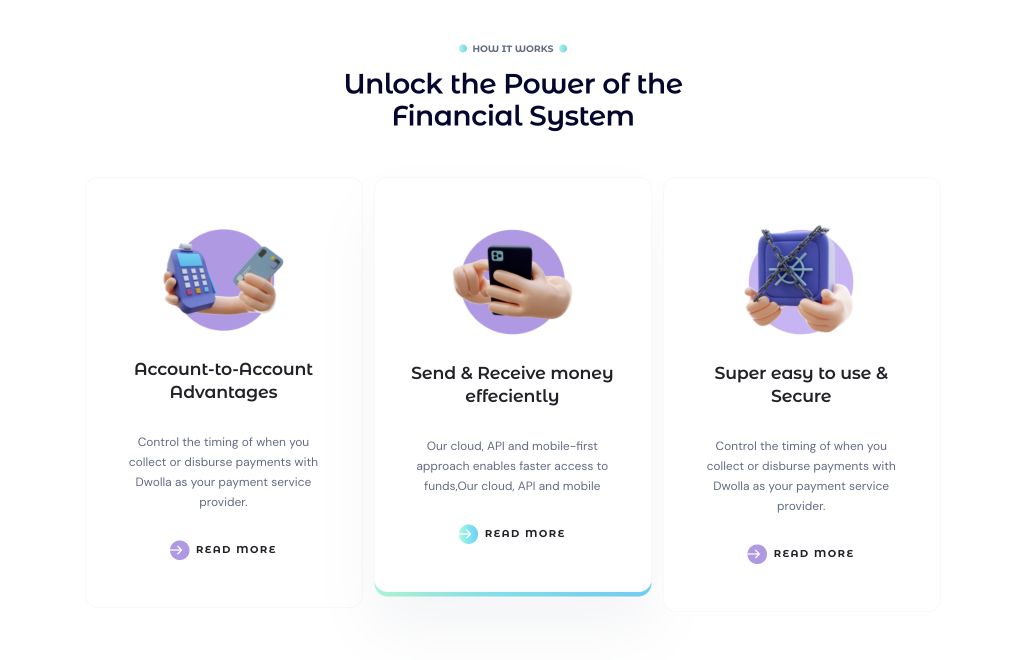 HOW IT WORKS
Unlock the Power of the
Financial System
Account-to-Account
Advantages
Control the timing of when you
collect or disburse payments with
Dwolla as your payment service
provider.
READ MORE
Send & Receive money
effeciently
Our cloud, API and mobile-first
approach enables faster access to
funds,Our cloud, API and mobile
READ MORE
Super easy to use &
Secure
Control the timing of when you
collect or disburse payments with
Dwolla as your payment service
provider.
READ MORE